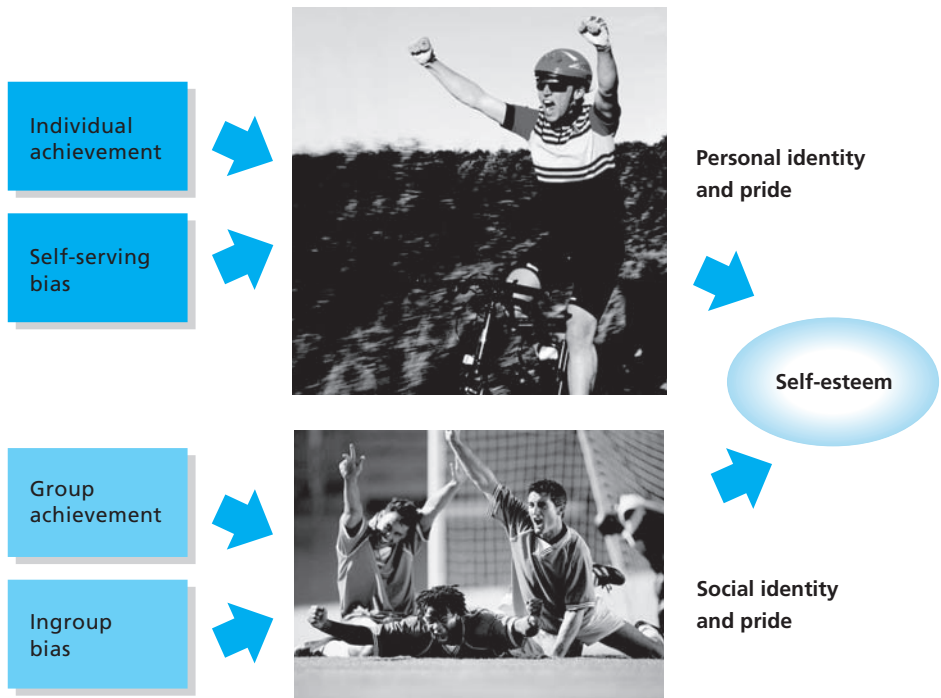 Individual
achievement
Self-serving
bias
Personal identity
and pride
Self-esteem
Group
achievement
Ingroup
bias
Social identity
and pride